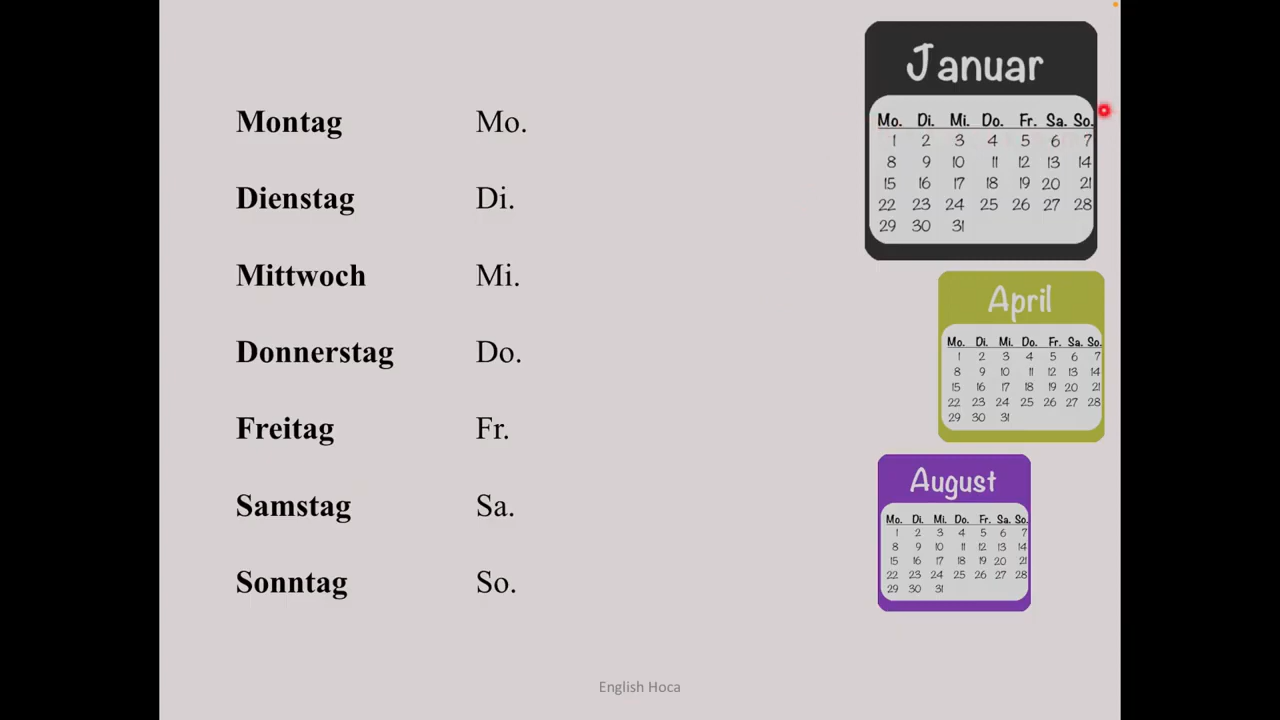 Montag Mo.
Dienstag Di.
Mittwoch Mi.
Donnerstag Do.
Freitag Fr.
Samstag Sa.
Sonntag So.
Januar
Mo. Di. Mi. Do. Fr. Sa. So.
1 2 3 4 5 6 7
8 9 10 11 12 13 14
15 16 17 18 19 20 21
22 23 24 25 26 27 28
29 30 31
April
Mo. Di. Mi. Do. Fr. Sa. So.
1 2 3 4 5 6 7
8 9 10 11 12 13 14
15 16 17 18 19 20 21
22 23 24 25 26 27 28
29 30 31
August
Mo. Di. Mi. Do. Fr. Sa. So.
1 2 3 4 5 6 7
8 9 10 11 12 13 14
15 16 17 18 19 20 21
22 23 24 25 26 27 28
29 30 31
English Hoca